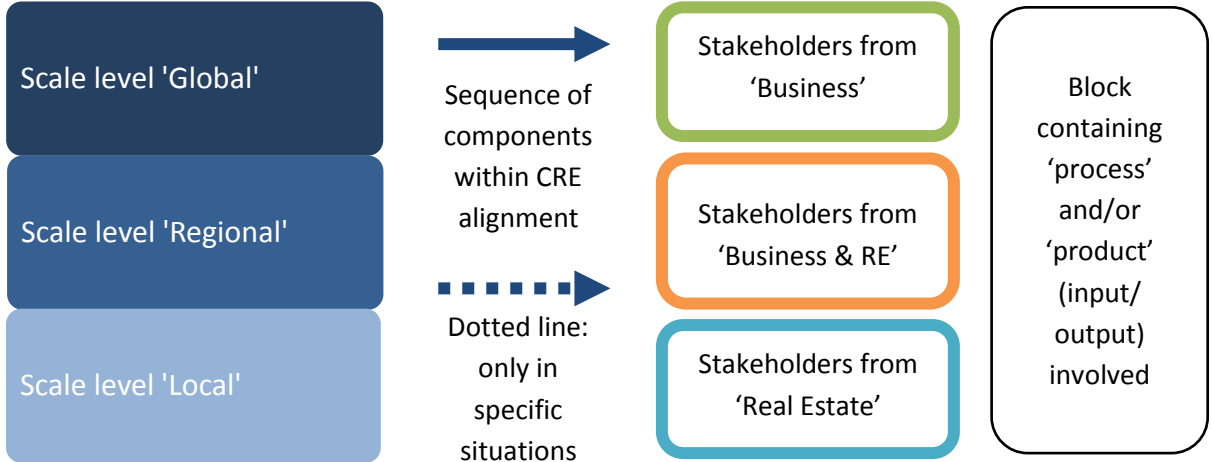 Scale level 'Global'
Scale level 'Regional'
Scale level 'Local'
Sequence of
components
within CRE
alignment
Dotted line:
only in
specific
situations
Stakeholders from
‘Business’
Stakeholders from
‘Business & RE’
Stakeholders from
‘Real Estate’
Block
containing
‘process’
and/or
‘product’
(input/
output)
involved